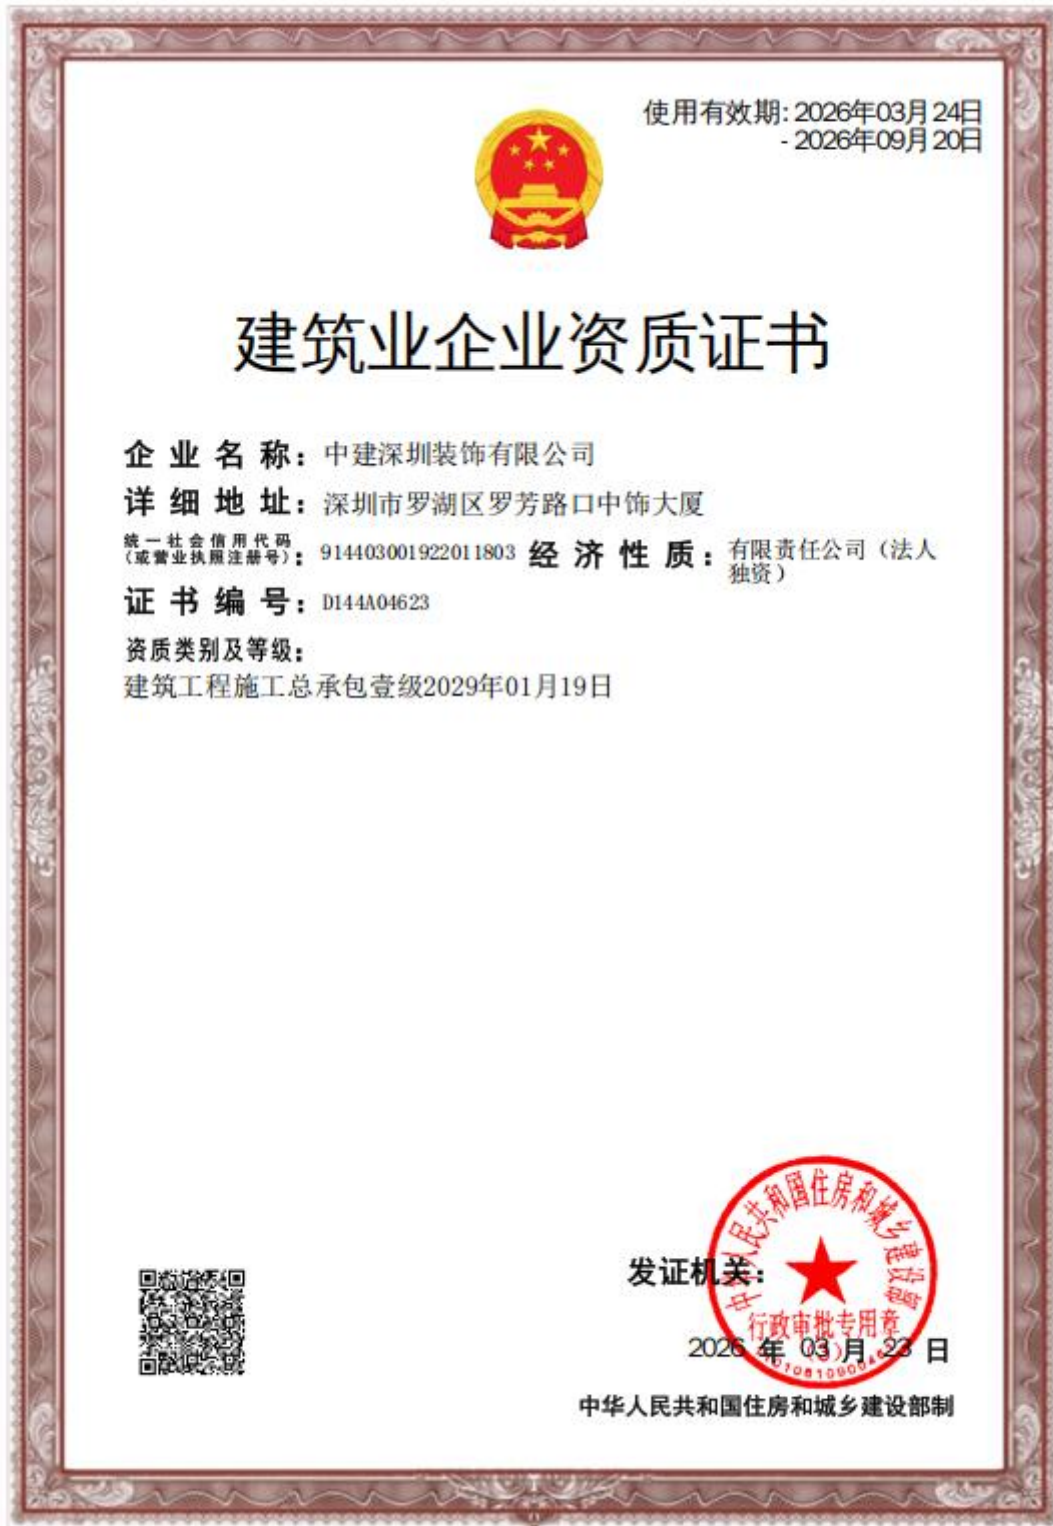 使用有效期: 2026年03月24日
- 2026年09月20日
建筑业企业资质证书
企业名称：中建深圳装饰有限公司
详细地址：深圳市罗湖区罗芳路口中饰大厦
统一社会信用代码
（或营业执照注册号）：914403001922011803 经济性质：有限责任公司（法人
独资）
证书编号：D144A04623
资质类别及等级：
建筑工程施工总承包壹级2029年01月19日
中华人民共和国住房和城乡建设部
发证机关：
行政审批专用章
(3)
2026 年 03 月 23 日
中华人民共和国住房和城乡建设部制